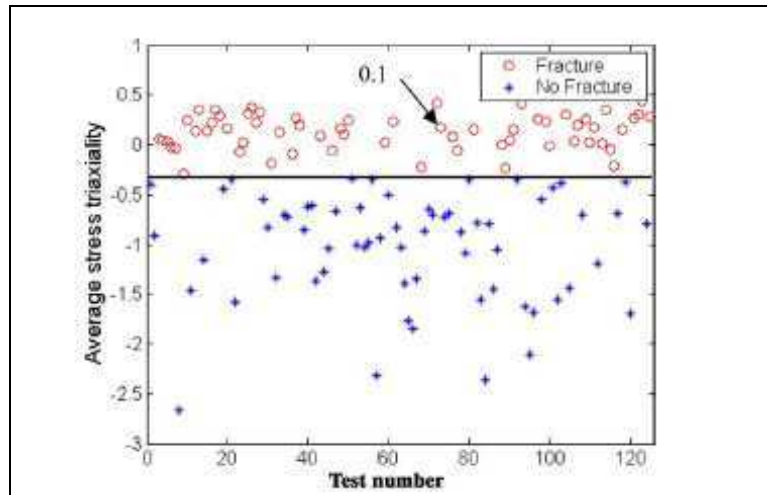 1
0.5
0
-0.5
-1
-1.5
-2
-2.5
-3
Average stress triaxiality
0.1
Fracture
No Fracture
0 20 40 60 80 100 120
Test number